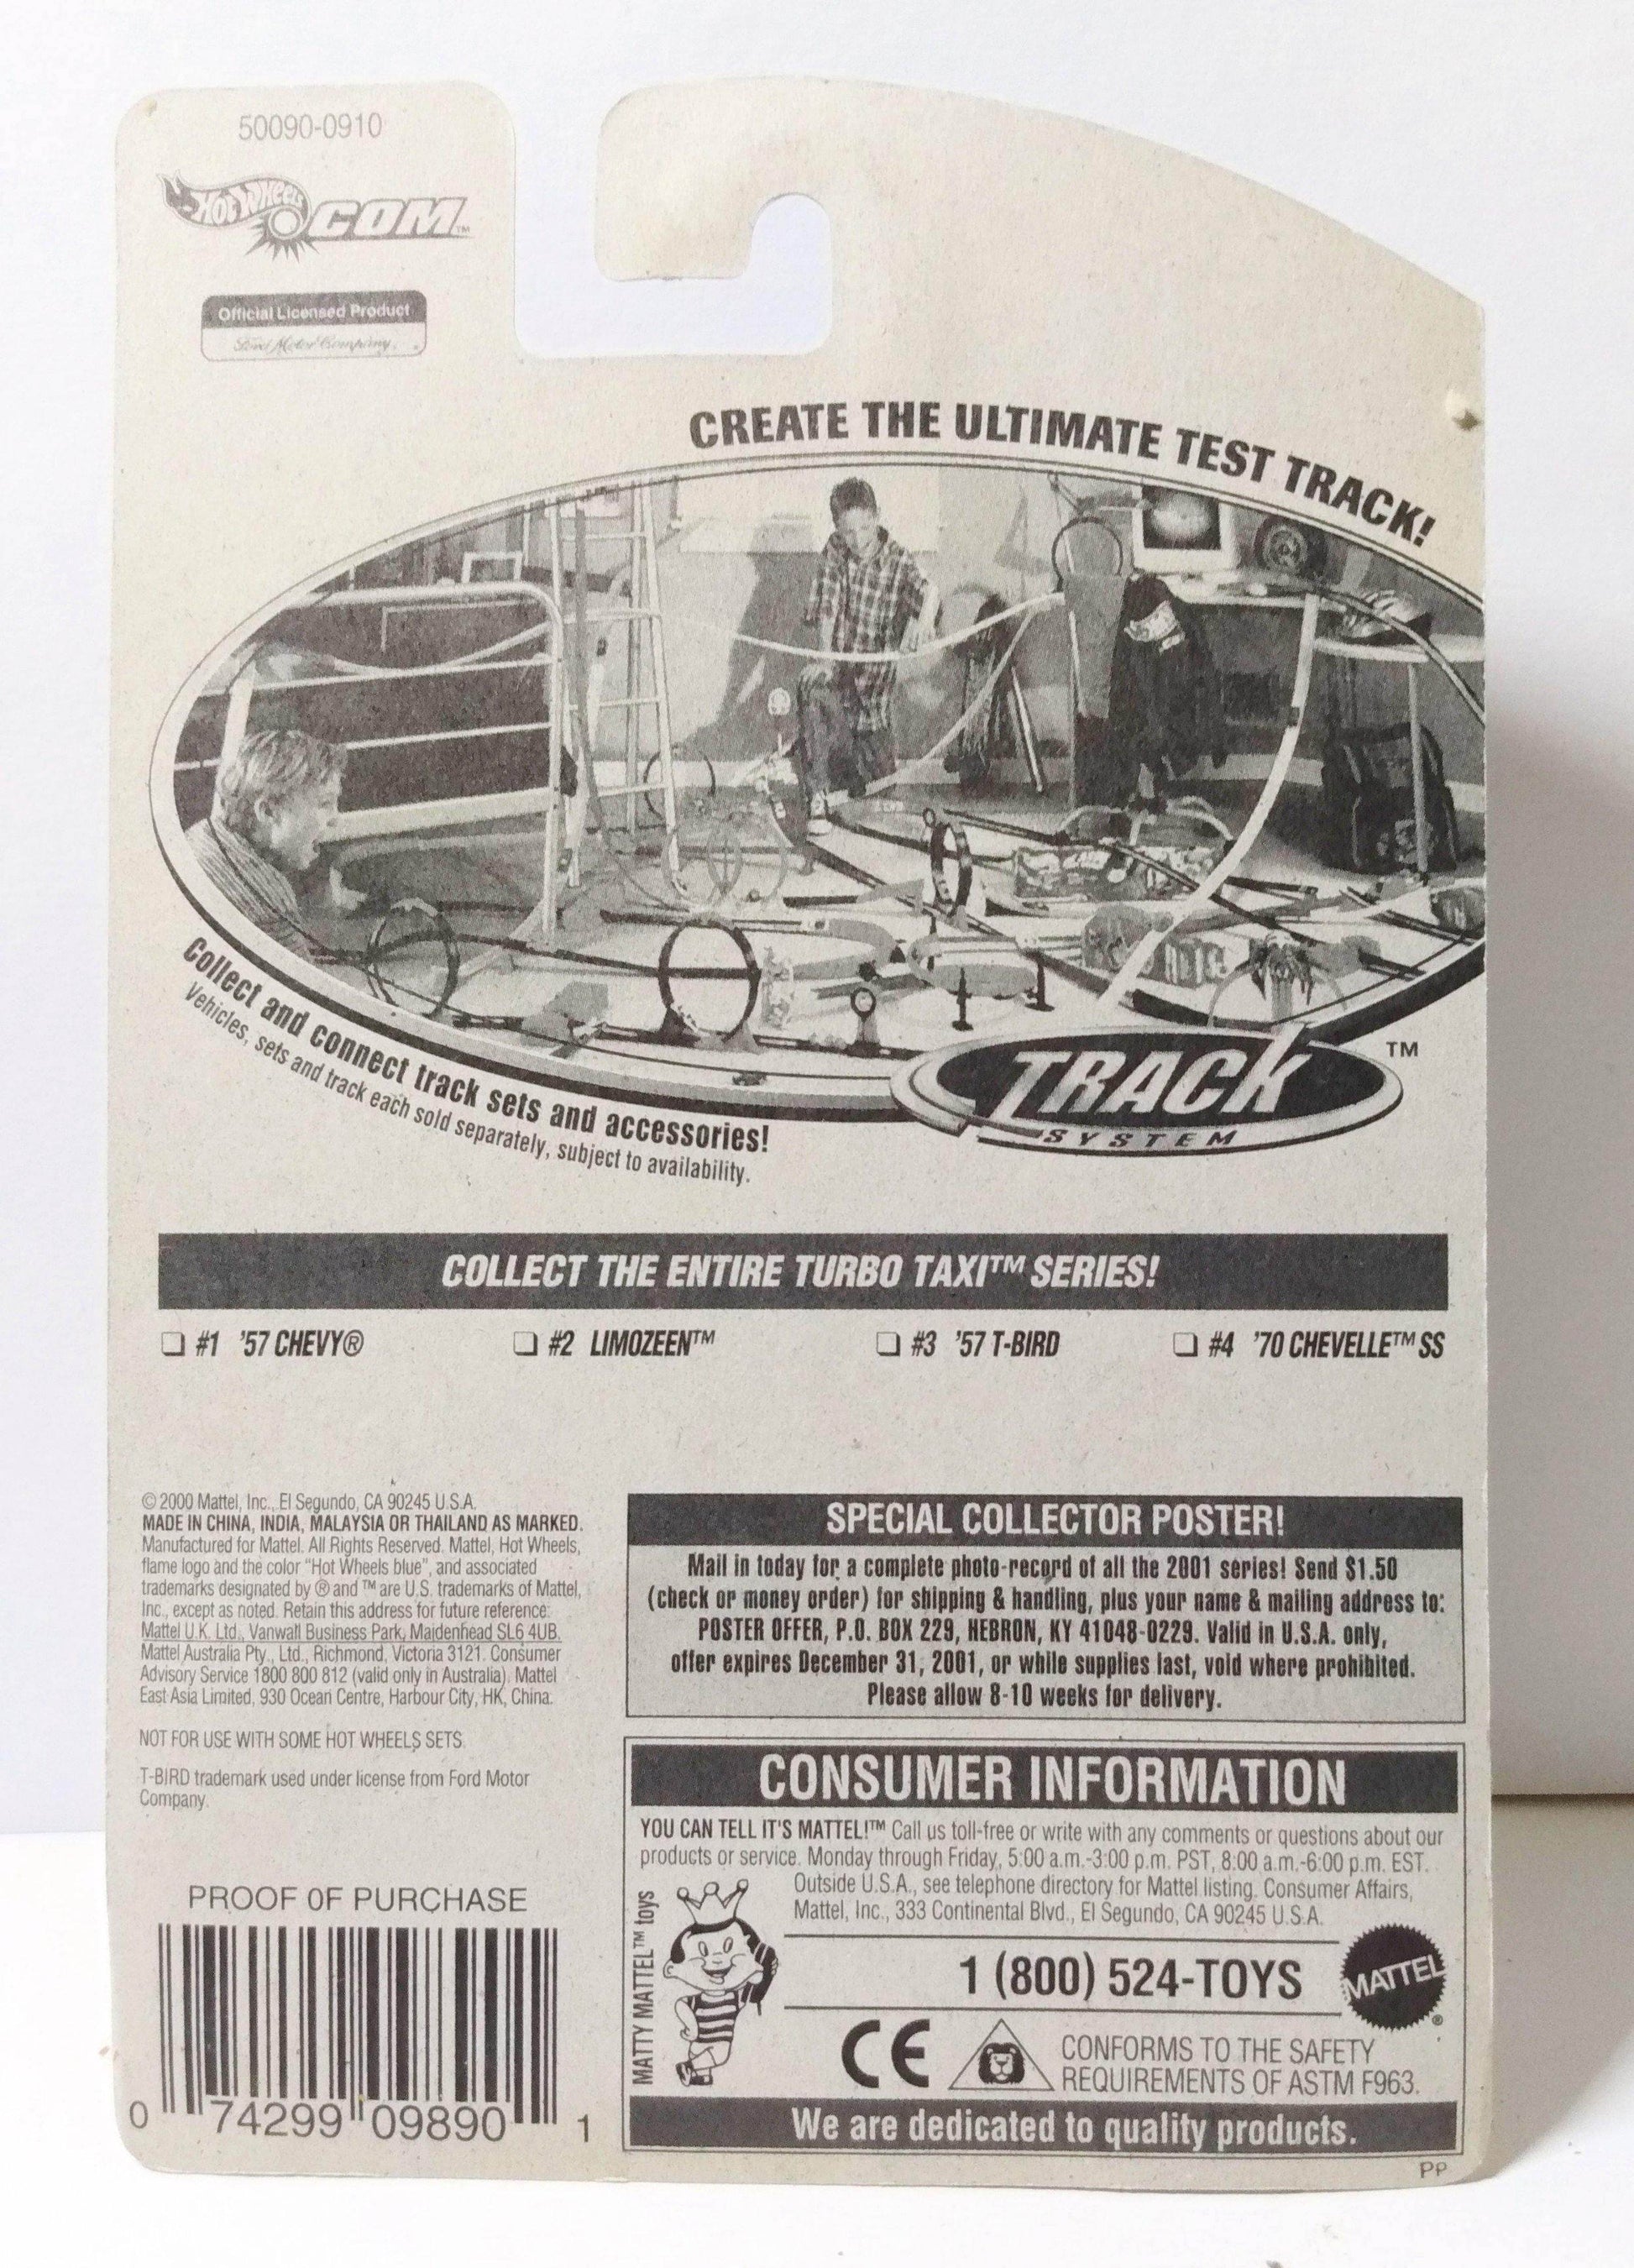 50090-0910
HOT WHEELS .COM™
Official Licensed Product
Ford Motor Company
CREATE THE ULTIMATE TEST TRACK!
Collect and connect track sets and accessories!
Vehicles, sets and track each sold separately, subject to availability.
TRACK ™
SYSTEM
COLLECT THE ENTIRE TURBO TAXI™ SERIES!
❏ #1 '57 CHEVY® ❏ #2 LIMOZEEN™ ❏ #3 '57 T-BIRD ❏ #4 '70 CHEVELLE™ SS
© 2000 Mattel, Inc., El Segundo, CA 90245 U.S.A.
MADE IN CHINA, INDIA, MALAYSIA OR THAILAND AS MARKED.
Manufactured for Mattel. All Rights Reserved. Mattel, Hot Wheels,
flame logo and the color "Hot Wheels blue", and associated
trademarks designated by ® and ™ are U.S. trademarks of Mattel,
Inc., except as noted. Retain this address for future reference:
Mattel U.K. Ltd., Vanwall Business Park, Maidenhead SL6 4UB.
Mattel Australia Pty., Ltd., Richmond, Victoria 3121. Consumer
Advisory Service 1800 800 812 (valid only in Australia). Mattel
East Asia Limited, 930 Ocean Centre, Harbour City, HK, China.
NOT FOR USE WITH SOME HOT WHEELS SETS.
T-BIRD trademark used under license from Ford Motor
Company.
PROOF OF PURCHASE
0 74299 09890 1
SPECIAL COLLECTOR POSTER!
Mail in today for a complete photo-record of all the 2001 series! Send $1.50
(check or money order) for shipping & handling, plus your name & mailing address to:
POSTER OFFER, P.O. BOX 229, HEBRON, KY 41048-0229. Valid in U.S.A. only,
offer expires December 31, 2001, or while supplies last, void where prohibited.
Please allow 8-10 weeks for delivery.
CONSUMER INFORMATION
YOU CAN TELL IT'S MATTEL!™ Call us toll-free or write with any comments or questions about our
products or service. Monday through Friday, 5:00 a.m.-3:00 p.m. PST, 8:00 a.m.-6:00 p.m. EST.
Outside U.S.A., see telephone directory for Mattel listing. Consumer Affairs,
Mattel, Inc., 333 Continental Blvd., El Segundo, CA 90245 U.S.A.
MATTY MATTEL™ toys
1 (800) 524-TOYS
MATTEL ®
CE
CONFORMS TO THE SAFETY
REQUIREMENTS OF ASTM F963.
We are dedicated to quality products.
PP